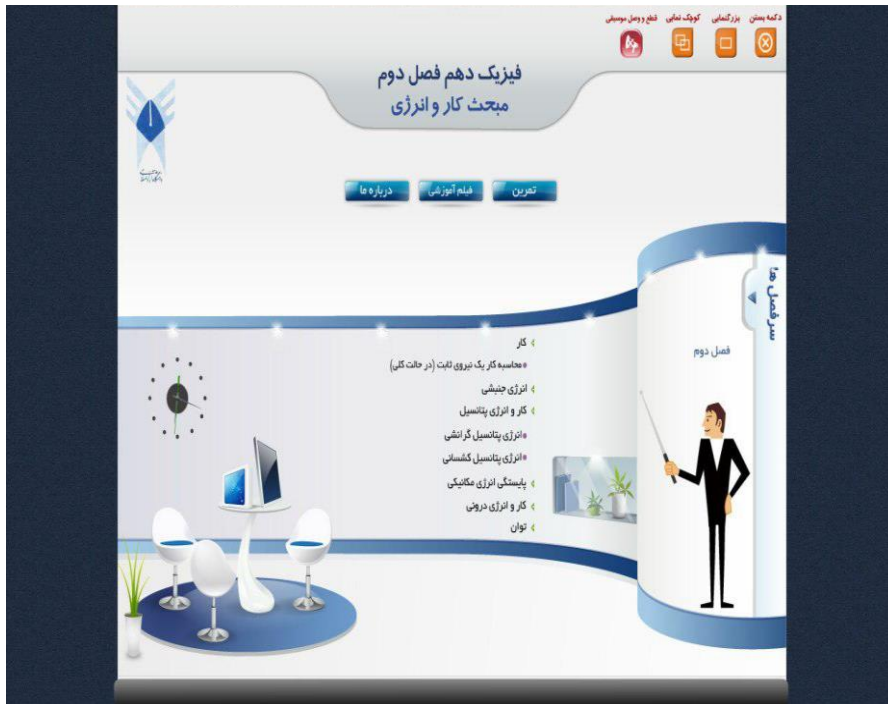 دکمه بستن بزرگنمایی کوچک نمایی قطع و وصل موسیقی
فیزیک دهم فصل دوم
مبحث کار و انرژی
تمرین فیلم آموزشی درباره ما
سرفصل ها
فصل دوم
کار
محاسبه کار یک نیروی ثابت (در حالت کلی)
انرژی جنبشی
کار و انرژی پتانسیل
انرژی پتانسیل گرانشی
انرژی پتانسیل کشسانی
پایستگی انرژی مکانیکی
کار و انرژی درونی
توان